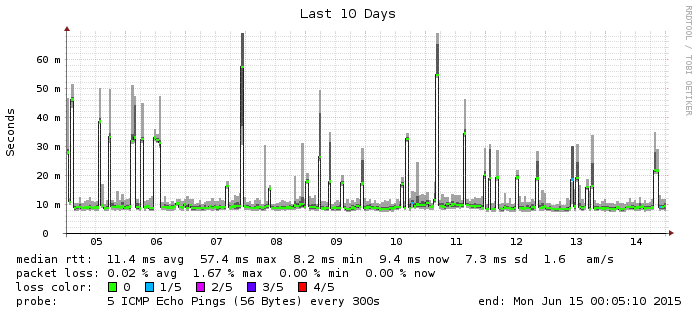 Last 10 Days
RRDTOOL / TOBI OETIKER
Seconds
60 m
50 m
40 m
30 m
20 m
10 m
0
05 06 07 08 09 10 11 12 13 14
median rtt: 11.4 ms avg 57.4 ms max 8.2 ms min 9.4 ms now 7.3 ms sd 1.6 am/s
packet loss: 0.02 % avg 1.67 % max 0.00 % min 0.00 % now
loss color: 0 1/5 2/5 3/5 4/5
probe: 5 ICMP Echo Pings (56 Bytes) every 300s end: Mon Jun 15 00:05:10 2015